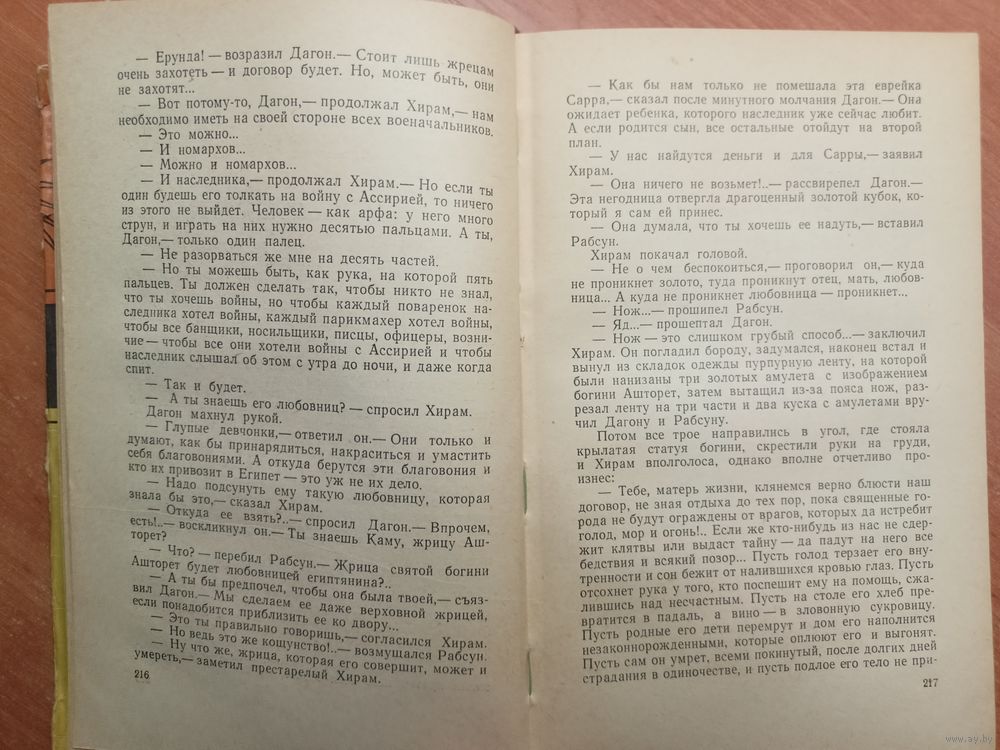 — Ерунда! — возразил Дагон.— Стоит лишь жрецам
очень захотеть — и договор будет. Но, может быть, они
не захотят...
— Вот потому-то, Дагон,— продолжал Хирам,— нам
необходимо иметь на своей стороне всех военачальников.
— Это можно...
— И номархов...
— Можно и номархов...
— И наследника,— продолжал Хирам.— Но если ты
один будешь его толкать на войну с Ассирией, то ничего
из этого не выйдет. Человек — как арфа: у него много
струн, и играть на них нужно десятью пальцами. А ты,
Дагон,— только один палец.
— Не разорваться же мне на десять частей.
— Но ты можешь быть, как рука, на которой пять
пальцев. Ты должен сделать так, чтобы никто не знал,
что ты хочешь войны, но чтобы каждый поваренок на-
следника хотел войны, каждый парикмахер хотел войны,
чтобы все банщики, носильщики, писцы, офицеры, возни-
чие — чтобы все они хотели войны с Ассирией и чтобы
наследник слышал об этом с утра до ночи, и даже когда
спит.
— Так и будет.
— А ты знаешь его любовниц? — спросил Хирам.
Дагон махнул рукой.
— Глупые девчонки,— ответил он.— Они только и
думают, как бы принарядиться, накраситься и умастить
себя благовониями. А откуда берутся эти благовония и
кто их привозит в Египет — это уж не их дело.
— Надо подсунуть ему такую любовницу, которая
знала бы это,— сказал Хирам.
— Откуда ее взять?..— спросил Дагон.— Впрочем,
есть!..— воскликнул он.— Ты знаешь Каму, жрицу Аш-
торет?
— Что? — перебил Рабсун.— Жрица святой богини
Ашторет будет любовницей египтянина?..
— А ты бы предпочел, чтобы она была твоей,— съяз-
вил Дагон.— Мы сделаем ее даже верховной жрицей,
если понадобится приблизить ее ко двору...
— Это ты правильно говоришь,— согласился Хирам.
— Но ведь это же кощунство!..— возмущался Рабсун.
— Ну что же, жрица, которая его совершит, может и
умереть,— заметил престарелый Хирам.
216
— Как бы нам только не помешала эта еврейка
Сарра,— сказал после минутного молчания Дагон.— Она
ожидает ребенка, которого наследник уже сейчас любит.
А если родится сын, все остальные отойдут на второй
план.
— У нас найдутся деньги и для Сарры,— заявил
Хирам.
— Она ничего не возьмет!..— рассвирепел Дагон.—
Эта негодница отвергла драгоценный золотой кубок, ко-
торый я сам ей принес.
— Она думала, что ты хочешь ее надуть,— вставил
Рабсун.
Хирам покачал головой.
— Не о чем беспокоиться,— проговорил он,— куда
не проникнет золото, туда проникнут отец, мать, любов-
ница... А куда не проникнет любовница — проникнет...
— Нож...— прошипел Рабсун.
— Яд...— прошептал Дагон.
— Нож — это слишком грубый способ...— заключил
Хирам. Он погладил бороду, задумался, наконец встал и
вынул из складок одежды пурпурную ленту, на которой
были нанизаны три золотых амулета с изображением
богини Ашторет, затем вытащил из-за пояса нож, раз-
резал ленту на три части и два куска с амулетами вру-
чил Дагону и Рабсуну.
Потом все трое направились в угол, где стояла
крылатая статуя богини, скрестили руки на груди,
и Хирам вполголоса, однако вполне отчетливо про-
изнес:
— Тебе, матерь жизни, клянемся верно блюсти наш
договор, не зная отдыха до тех пор, пока священные го-
рода не будут ограждены от врагов, которых да истребит
голод, мор и огонь!.. Если же кто-нибудь из нас не сдер-
жит клятвы или выдаст тайну — да падут на него все
бедствия и всякий позор... Пусть голод терзает его вну-
тренности и сон бежит от налившихся кровью глаз. Пусть
отсохнет рука у того, кто поспешит ему на помощь, сжа-
лившись над несчастным. Пусть на столе его хлеб пре-
вратится в падаль, а вино — в зловонную сукровицу.
Пусть родные его дети перемрут и дом его наполнится
незаконнорожденными, которые оплюют его и выгонят.
Пусть сам он умрет, всеми покинутый, после долгих дней
страдания в одиночестве, и пусть подлое его тело не при-
217
www.ay.by